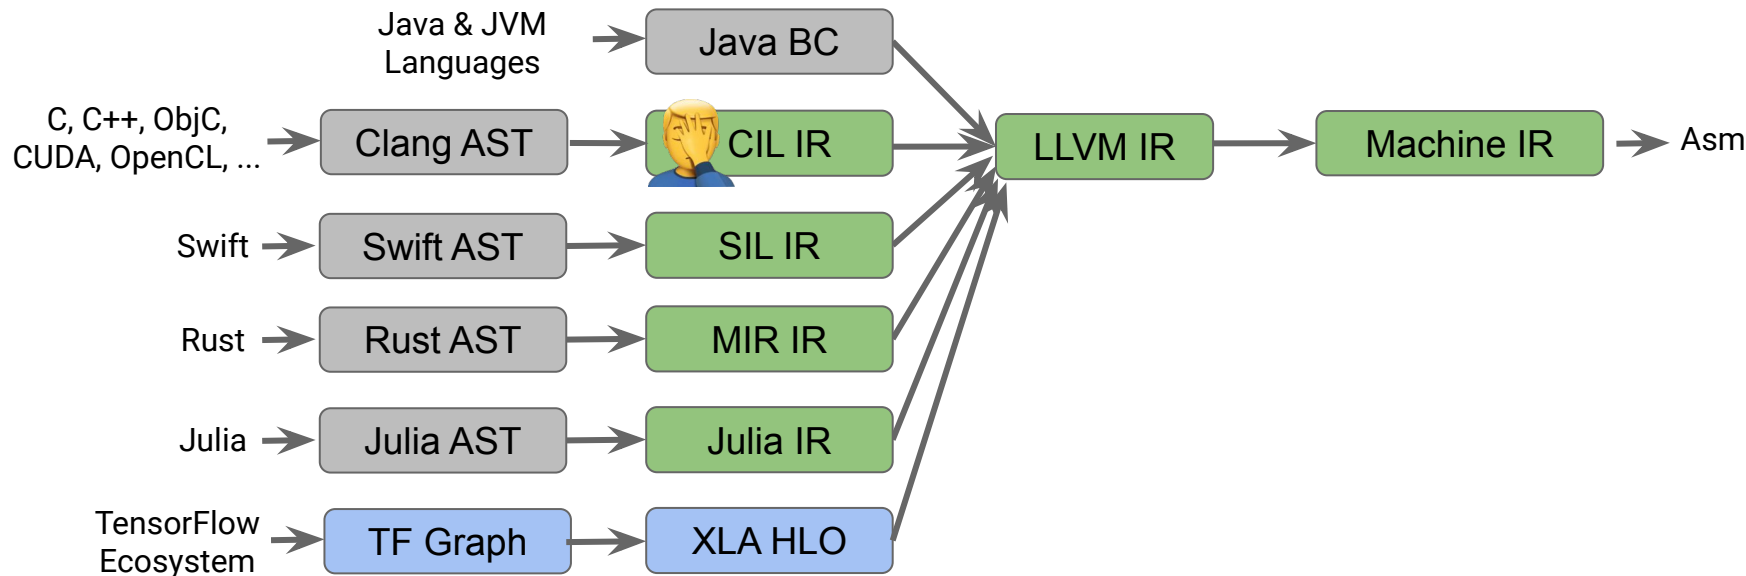 Java & JVM
Languages
Java BC
C, C++, ObjC,
CUDA, OpenCL, ...
Clang AST
CIL IR
LLVM IR
Machine IR
Asm
Swift
Swift AST
SIL IR
Rust
Rust AST
MIR IR
Julia
Julia AST
Julia IR
TensorFlow
Ecosystem
TF Graph
XLA HLO